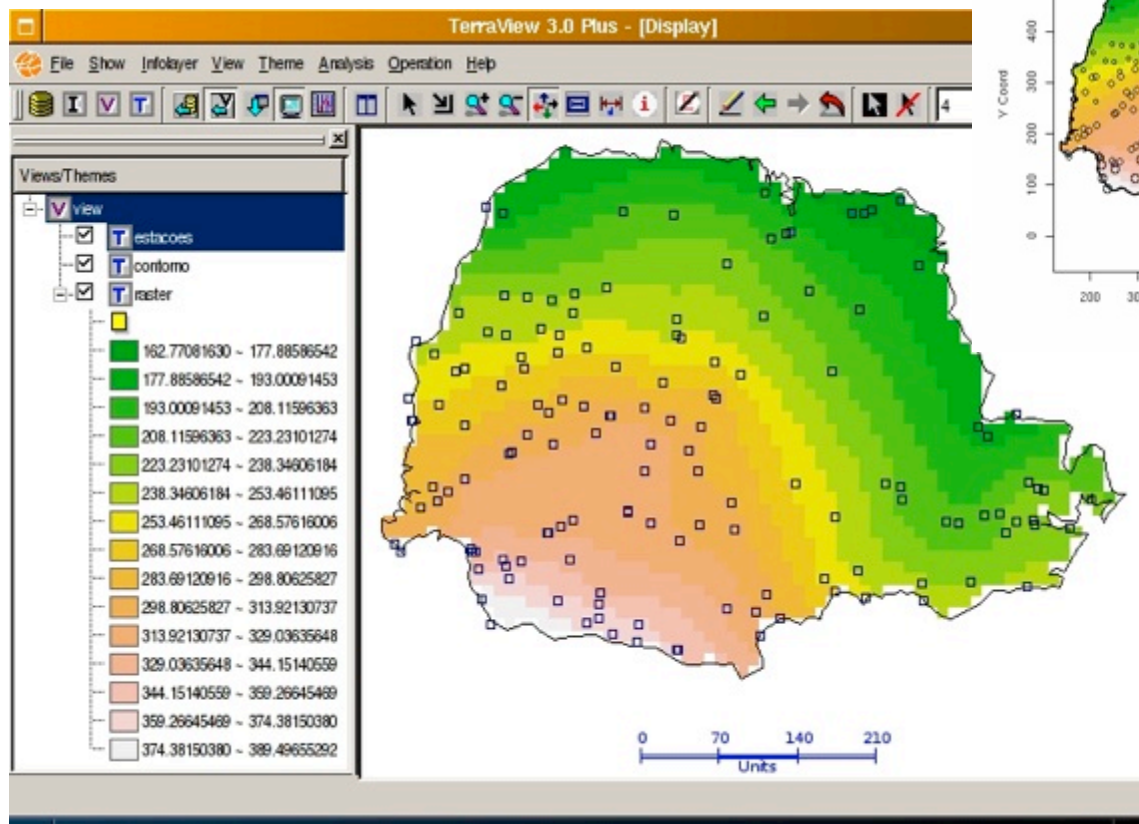 TerraView 3.0 Plus - [Display]
File Show Infolayer View Theme Analysis Operation Help
I V T
4
Views/Themes
V view
T estacoes
T contorno
T raster
162.77081630 ~ 177.88586542
177.88586542 ~ 193.00091453
193.00091453 ~ 208.11596363
208.11596363 ~ 223.23101274
223.23101274 ~ 238.34606184
238.34606184 ~ 253.46111095
253.46111095 ~ 268.57616006
268.57616006 ~ 283.69120916
283.69120916 ~ 298.80625827
298.80625827 ~ 313.92130737
313.92130737 ~ 329.03635648
329.03635648 ~ 344.15140559
344.15140559 ~ 359.26645469
359.26645469 ~ 374.38150380
374.38150380 ~ 389.49655292
0 70 140 210
Units
Y Coord
400
300
200
100
0
200 30